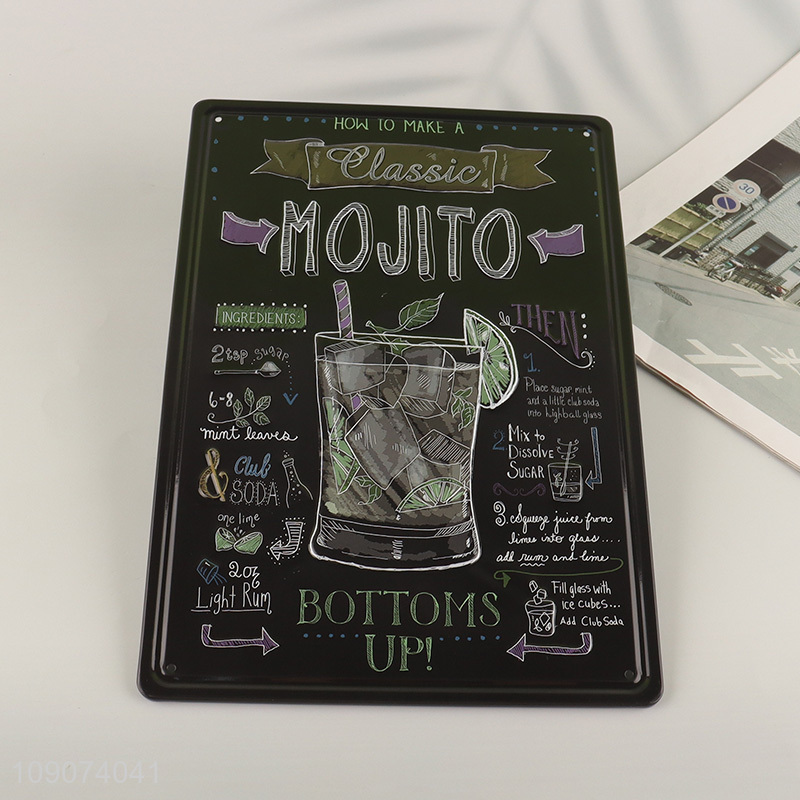 HOW TO MAKE A
Classic
MOJITO
INGREDIENTS:
2 tsp sugar
6-8
mint leaves
& Club
SODA
one lime
2oz
Light Rum
THEN
1.
Place sugar, mint
and a little club soda
into highball glass
2 Mix to
Dissolve
Sugar
3. Squeeze juice from
limes into glass....
add rum and lime
Fill glass with
ice cubes...
Add Club Soda
BOTTOMS
UP!
30
109074041